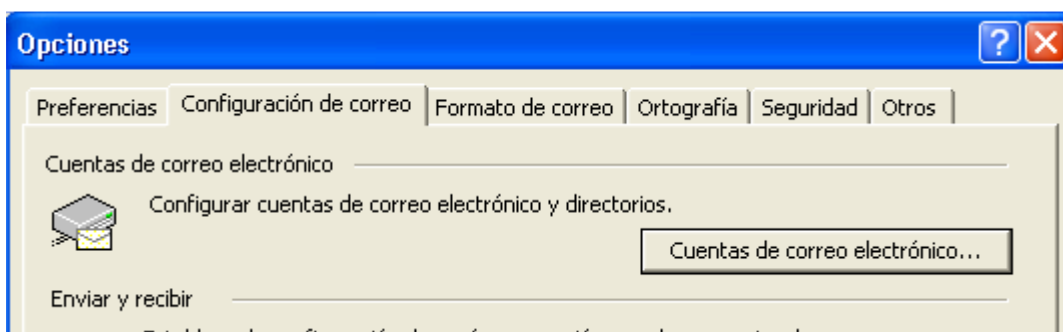 Opciones
Preferencias Configuración de correo Formato de correo Ortografía Seguridad Otros
Cuentas de correo electrónico
Configurar cuentas de correo electrónico y directorios.
Cuentas de correo electrónico...
Enviar y recibir